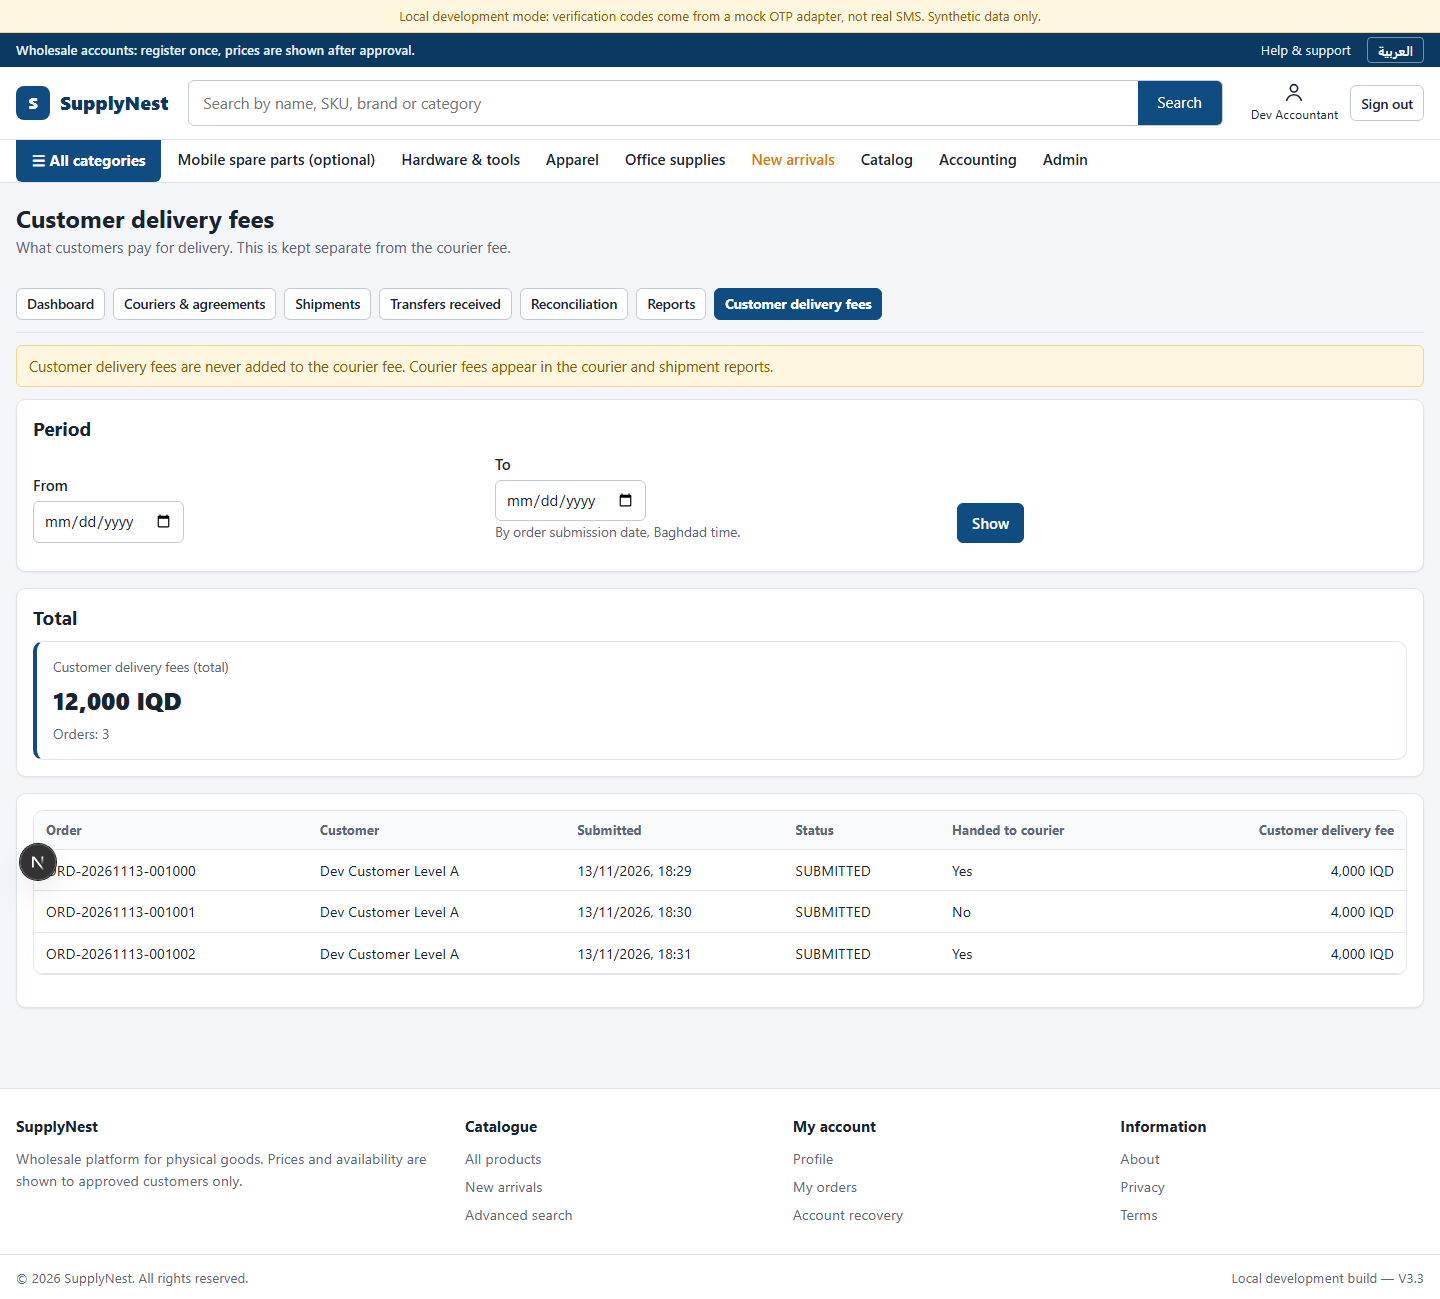 Local development mode: verification codes come from a mock OTP adapter, not real SMS. Synthetic data only.
Wholesale accounts: register once, prices are shown after approval.
Help & support
العربية
S
SupplyNest
Search by name, SKU, brand or category
Search
Dev Accountant
Sign out
☰ All categories
Mobile spare parts (optional)
Hardware & tools
Apparel
Office supplies
New arrivals
Catalog
Accounting
Admin
Customer delivery fees
What customers pay for delivery. This is kept separate from the courier fee.
Dashboard
Couriers & agreements
Shipments
Transfers received
Reconciliation
Reports
Customer delivery fees
Customer delivery fees are never added to the courier fee. Courier fees appear in the courier and shipment reports.
Period
From
mm/dd/yyyy
To
mm/dd/yyyy
By order submission date, Baghdad time.
Show
Total
Customer delivery fees (total)
12,000 IQD
Orders: 3
Order Customer Submitted Status Handed to courier Customer delivery fee
N
RD-20261113-001000 Dev Customer Level A 13/11/2026, 18:29 SUBMITTED Yes 4,000 IQD
ORD-20261113-001001 Dev Customer Level A 13/11/2026, 18:30 SUBMITTED No 4,000 IQD
ORD-20261113-001002 Dev Customer Level A 13/11/2026, 18:31 SUBMITTED Yes 4,000 IQD
SupplyNest
Wholesale platform for physical goods. Prices and availability are
shown to approved customers only.
Catalogue
All products
New arrivals
Advanced search
My account
Profile
My orders
Account recovery
Information
About
Privacy
Terms
© 2026 SupplyNest. All rights reserved.
Local development build — V3.3